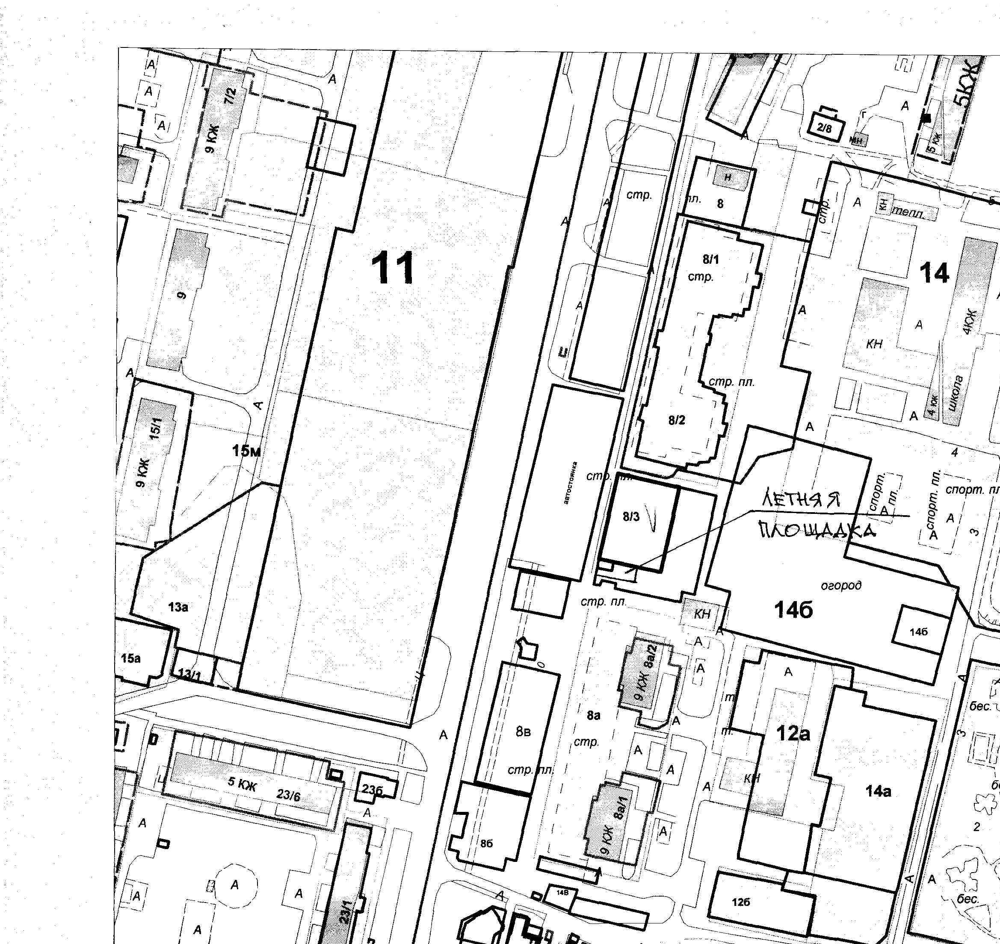 А
А
7/2
А
9 КЖ
А
2/8
г
А
5КЖ
мн
А
5 кж
н
стр.
пл.
8
А
стр.
А
кн
тепл.
А
11
8/1
стр.
14
А
9
А
А
КН
А
4КЖ
А
стр. пл.
школа
4 кж
А
15/1
А
8/2
А
15м
9 КЖ
автостоянка
стр. пл.
4
спорт. пл.
спорт. пл.
А
спорт. пл.
ЛЕТНЯЯ
ПЛОЩАДКА
8/3
А
А
3
огород
13а
стр. пл.
КН
14б
А
14б
15а
13/1
8а/2
9 КЖ
А
А
А
т.
А
бес.
8а
8в
стр.
А
А
т.
12а
3
А
А
стр. пл.
КН
А
14а
5 КЖ
23/6
23б
А
8а/1
9 КЖ
А
А
8б
2
А
А
А
А
А
А
14в
12б
А
А
бес.
23/1
А